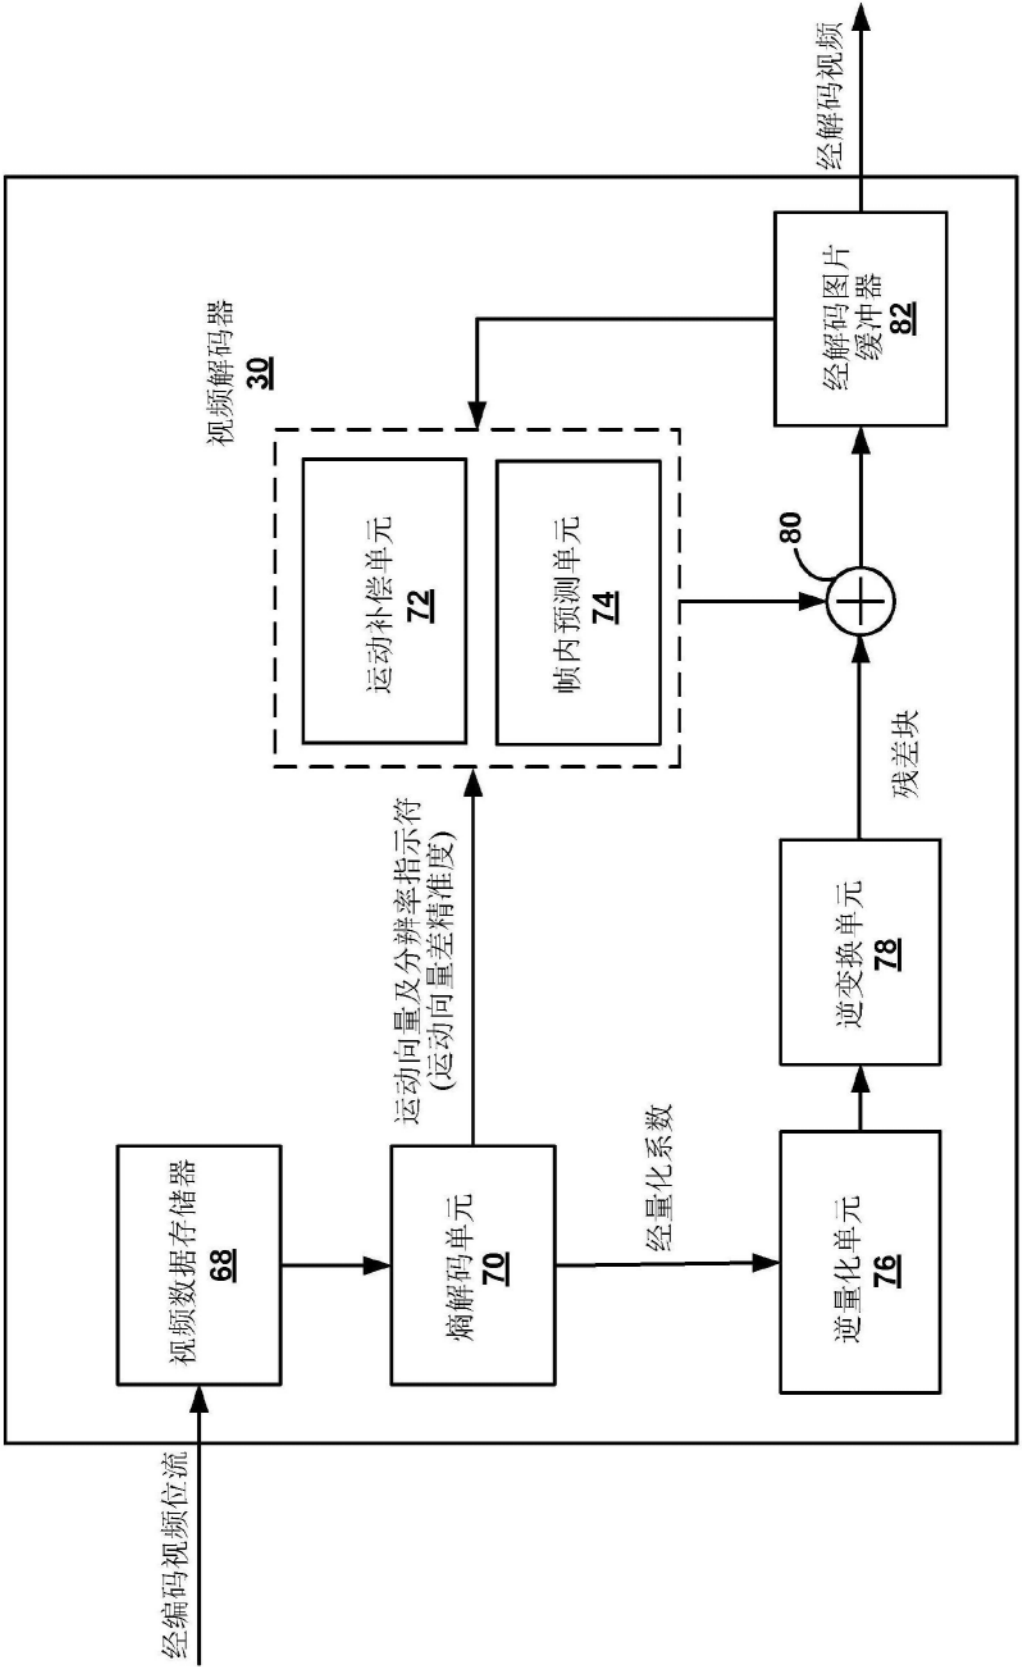 经编码视频位流
视频数据存储器
68
熵解码单元
70
运动向量及分辨率指示符
(运动向量差精准度)
经量化系数
逆量化单元
76
逆变换单元
78
残差块
视频解码器
30
运动补偿单元
72
帧内预测单元
74
80
经解码图片
缓冲器
82
经解码视频